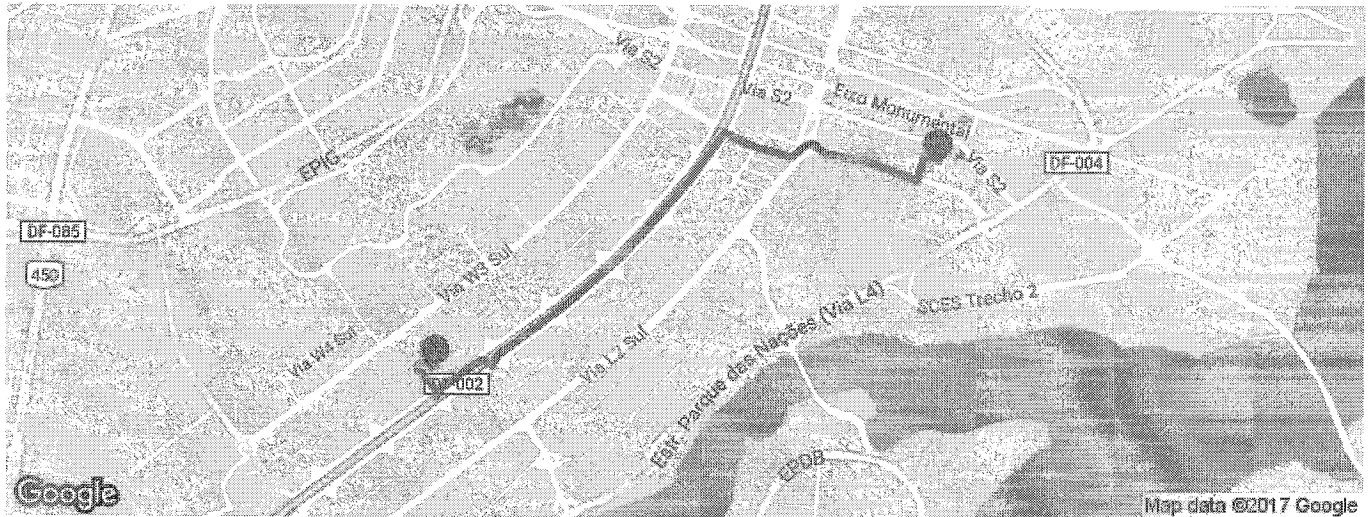 Via S2
Via S2
Eixo Monumental
Via S2
DF-004
EPIG
DF-085
450
Via W3 Sul
Via W4 Sul
DF-002
Via L2 Sul
Estr. Parque das Nações (Via L4)
SCES Trecho 2
EPDB
Google
Map data ©2017 Google